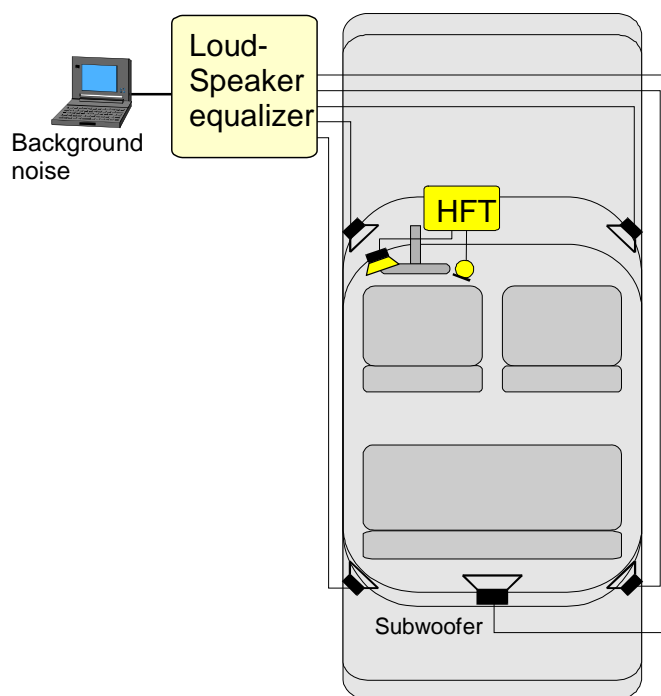 Loud-
Speaker
equalizer
Background
noise
HFT
Subwoofer